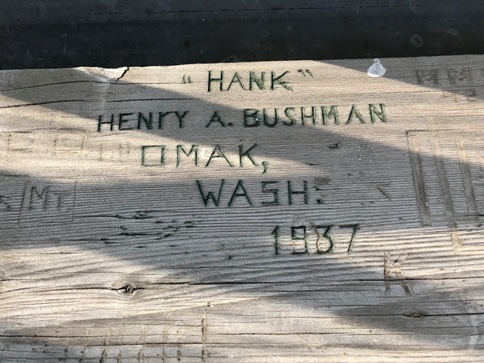 "HANK"
HENRY A. BUSHMAN
OMAK,
WASH:
1937